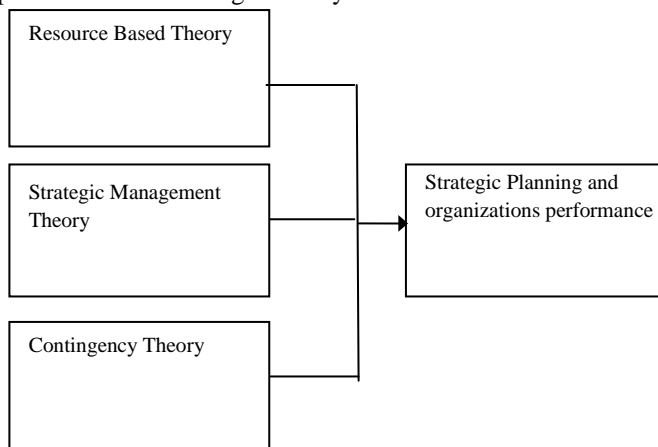 Resource Based Theory
Strategic Management
Theory
Strategic Planning and
organizations performance
Contingency Theory